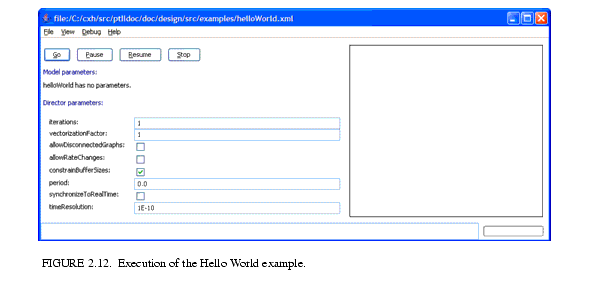 file:/C:/cxh/src/ptIIdoc/doc/design/src/examples/helloWorld.xml
File View Debug Help
Go Pause Resume Stop
Model parameters:
helloWorld has no parameters.
Director parameters:
iterations: 1
vectorizationFactor: 1
allowDisconnectedGraphs:
allowRateChanges:
constrainBufferSizes:
period: 0.0
synchronizeToRealTime:
timeResolution: 1E-10
FIGURE 2.12. Execution of the Hello World example.